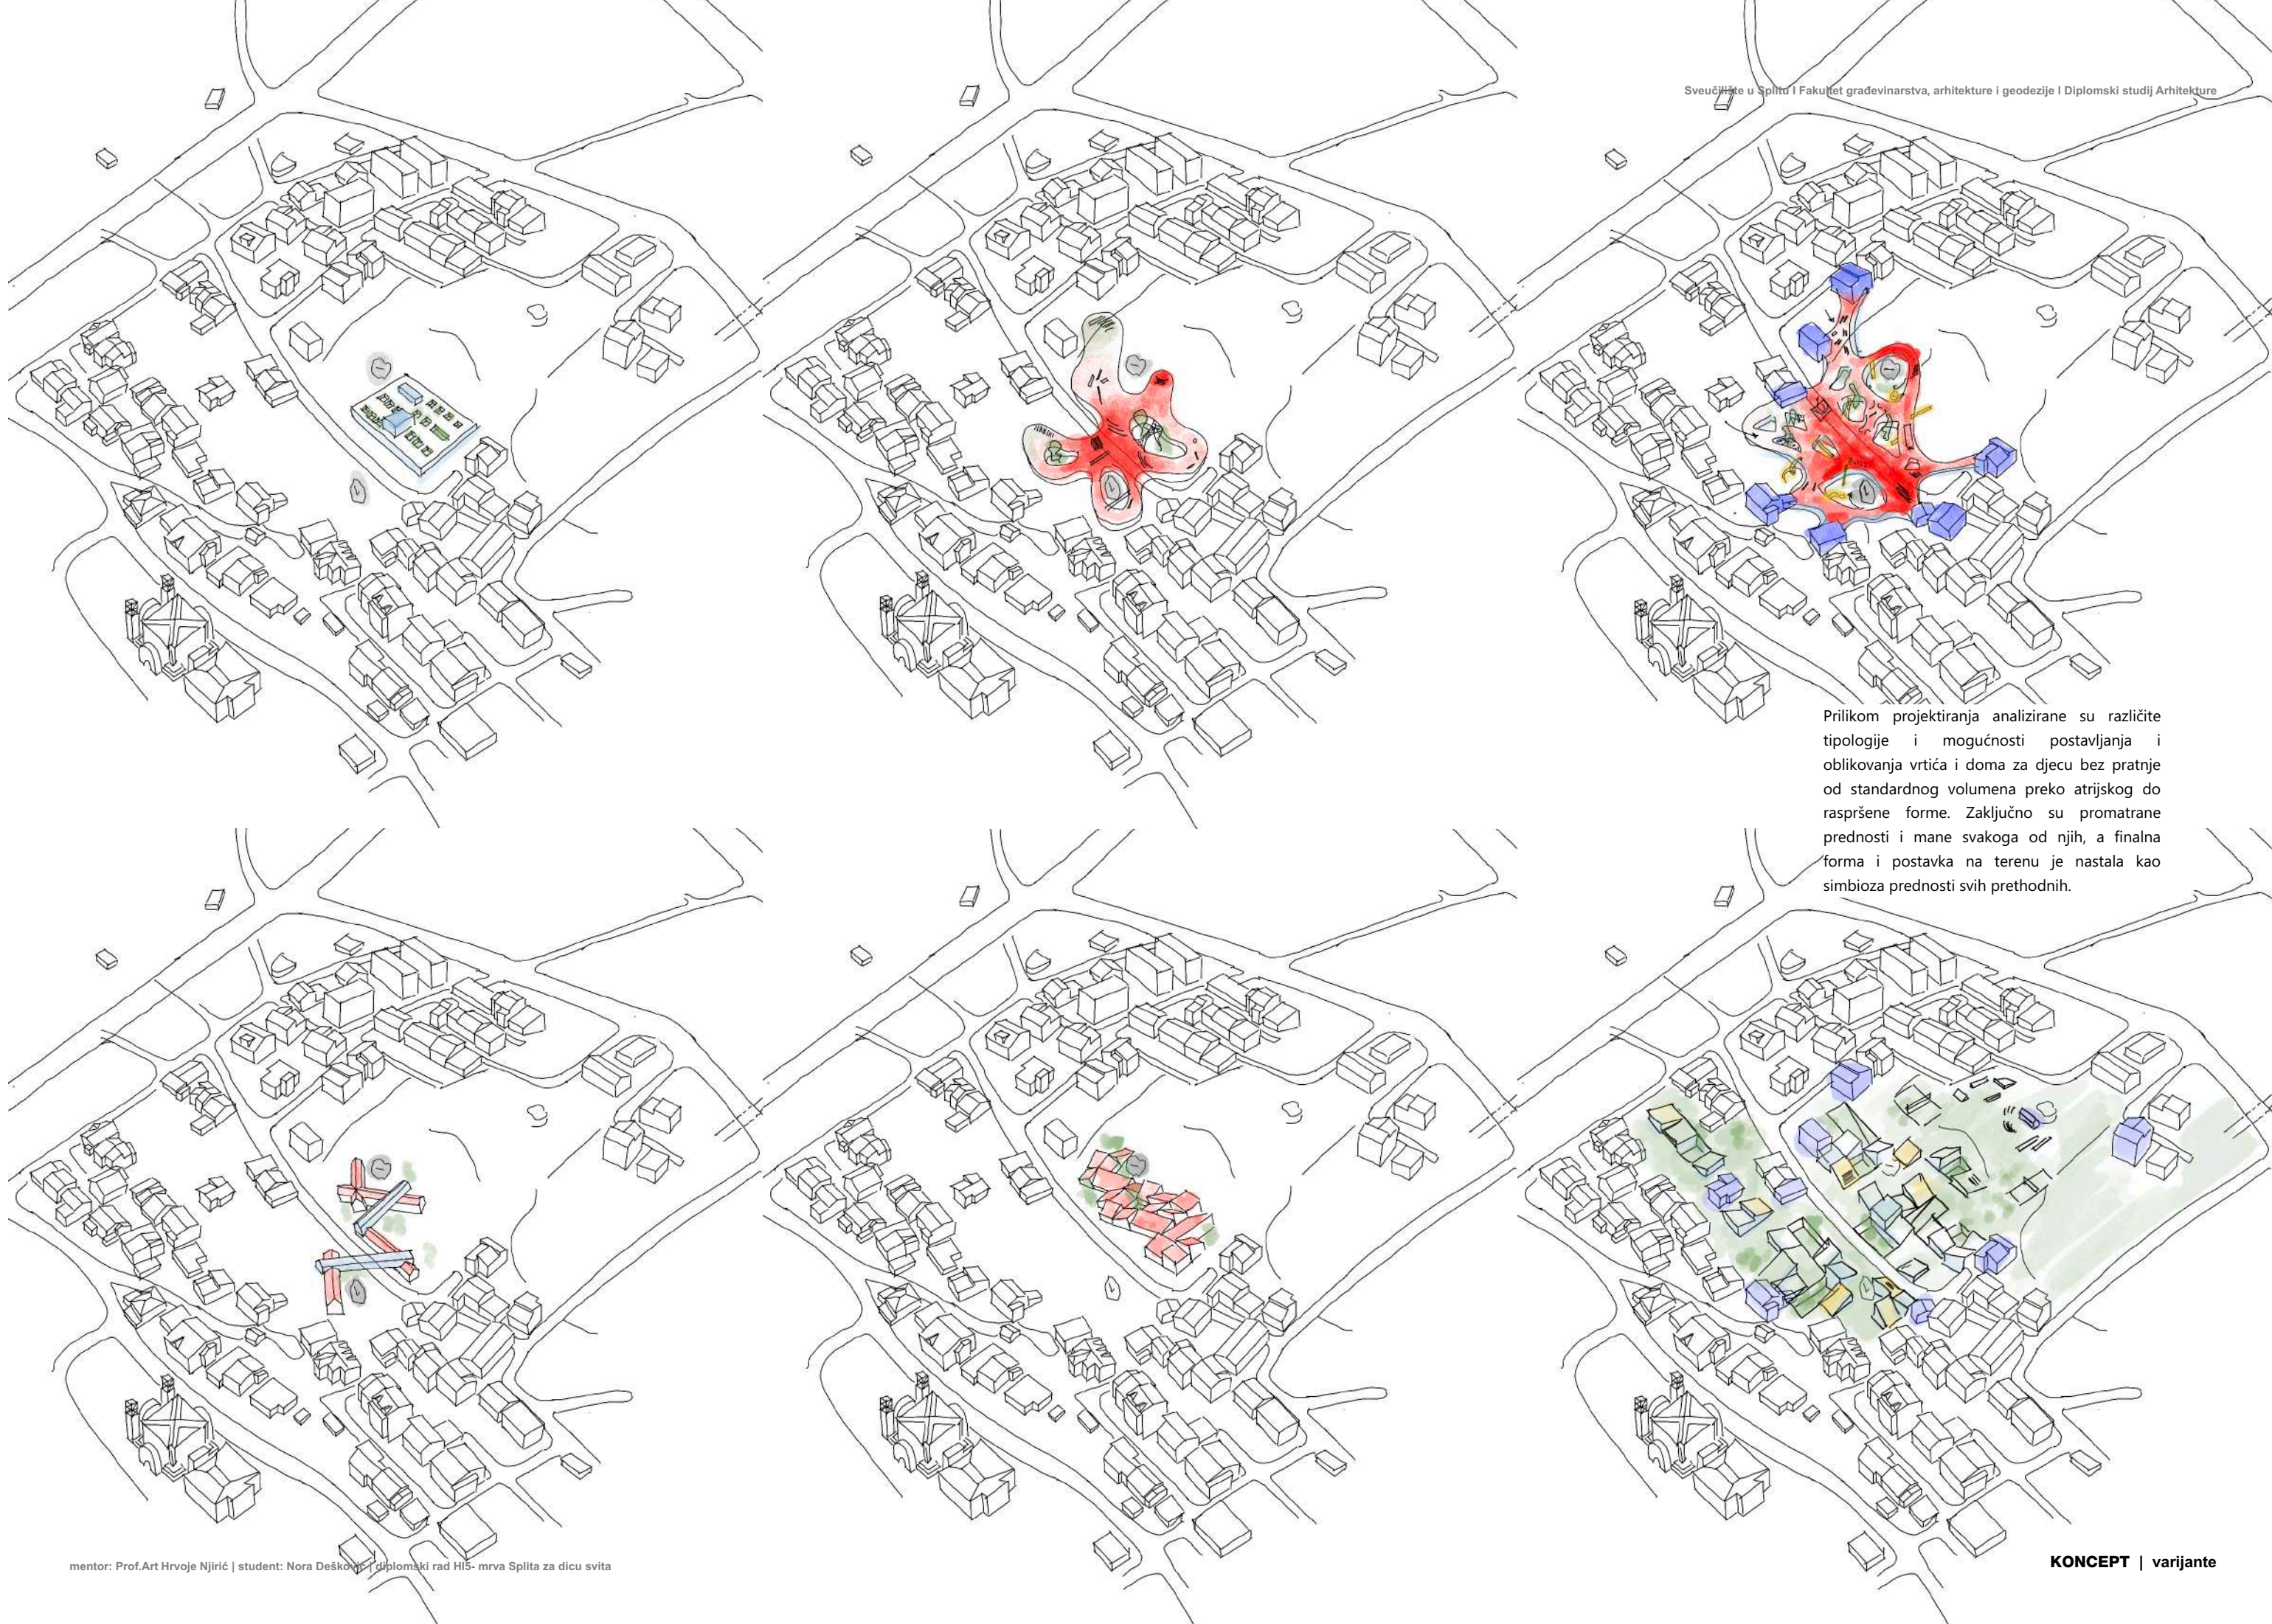 Sveučilište u Splitu I Fakultet građevinarstva, arhitekture i geodezije I Diplomski studij Arhitekture
Prilikom projektiranja analizirane su različite
tipologije i mogućnosti postavljanja i
oblikovanja vrtića i doma za djecu bez pratnje
od standardnog volumena preko atrijskog do
raspršene forme. Zaključno su promatrane
prednosti i mane svakoga od njih, a finalna
forma i postavka na terenu je nastala kao
simbioza prednosti svih prethodnih.
mentor: Prof.Art Hrvoje Njirić | student: Nora Dešković | diplomski rad HI5- mrva Splita za dicu svita
KONCEPT | varijante